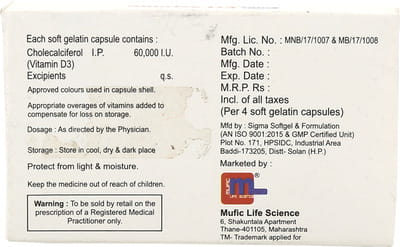 Each soft gelatin capsule contains :
Cholecalciferol I.P. 60,000 I.U.
(Vitamin D3)
Excipients q.s.
Approved colours used in capsule shell.
Appropriate overages of vitamins added to
compensate for loss on storage.
Dosage : As directed by the Physician.
Storage : Store in cool, dry & dark place
Protect from light & moisture.
Keep the medicine out of reach of children.
Warning : To be sold by retail on the
prescription of a Registered Medical
Practitioner only.
Mfg. Lic. No. : MNB/17/1007 & MB/17/1008
Batch No. :
Mfg. Date :
Exp. Date :
M.R.P. Rs :
Incl. of all taxes
(Per 4 soft gelatin capsules)
Mfd by : Sigma Softgel & Formulation
(AN ISO 9001:2015 & GMP Certified Unit)
Plot No. 171, HPSIDC, Industrial Area
Baddi-173205, Distt- Solan (H.P.)
Marketed by :
MUFIC
LIFE SCIENCE
®
Mufic Life Science
6, Shakuntala Apartment
Thane-401105, Maharashtra
TM- Trademark applied for